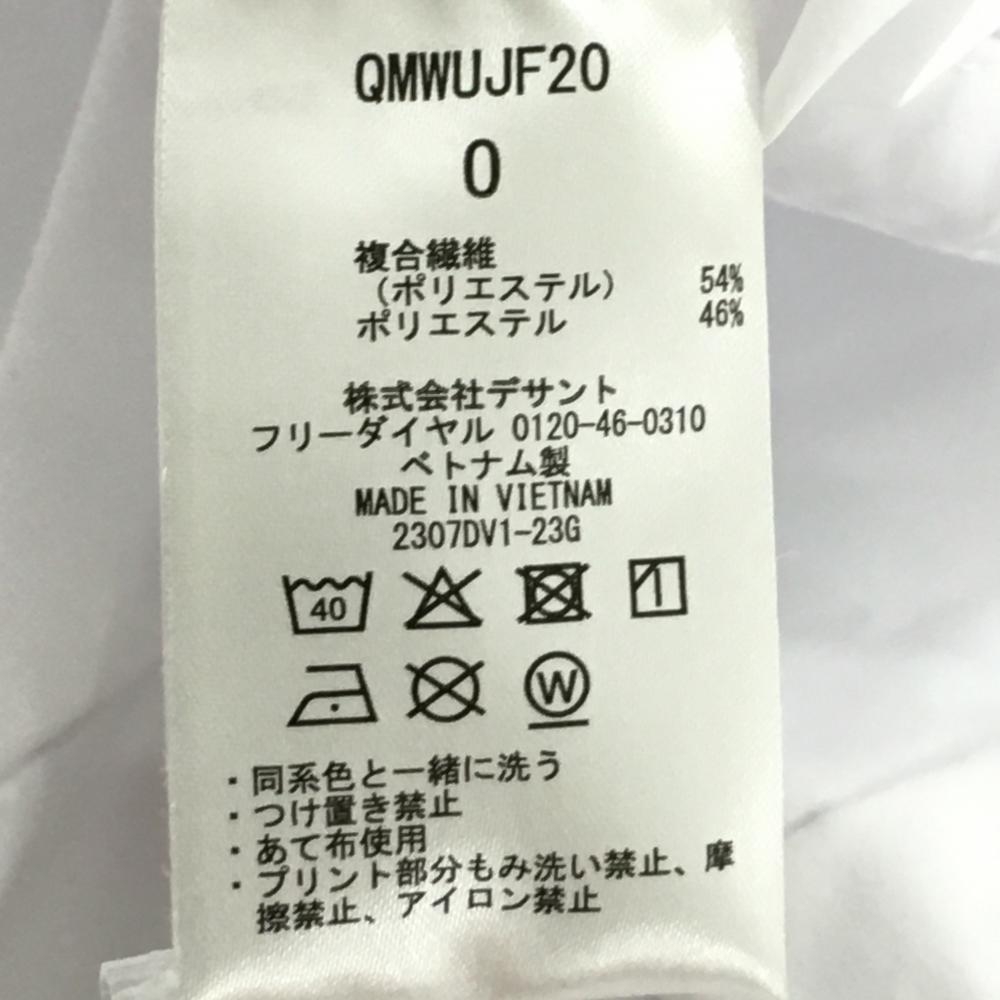 QMWUJF20
0
複合繊維
(ポリエステル) 54%
ポリエステル 46%
株式会社デサント
フリーダイヤル 0120-46-0310
ベトナム製
MADE IN VIETNAM
2307DV1-23G
40
W
・同系色と一緒に洗う
・つけ置き禁止
・あて布使用
・プリント部分もみ洗い禁止、摩
擦禁止、アイロン禁止